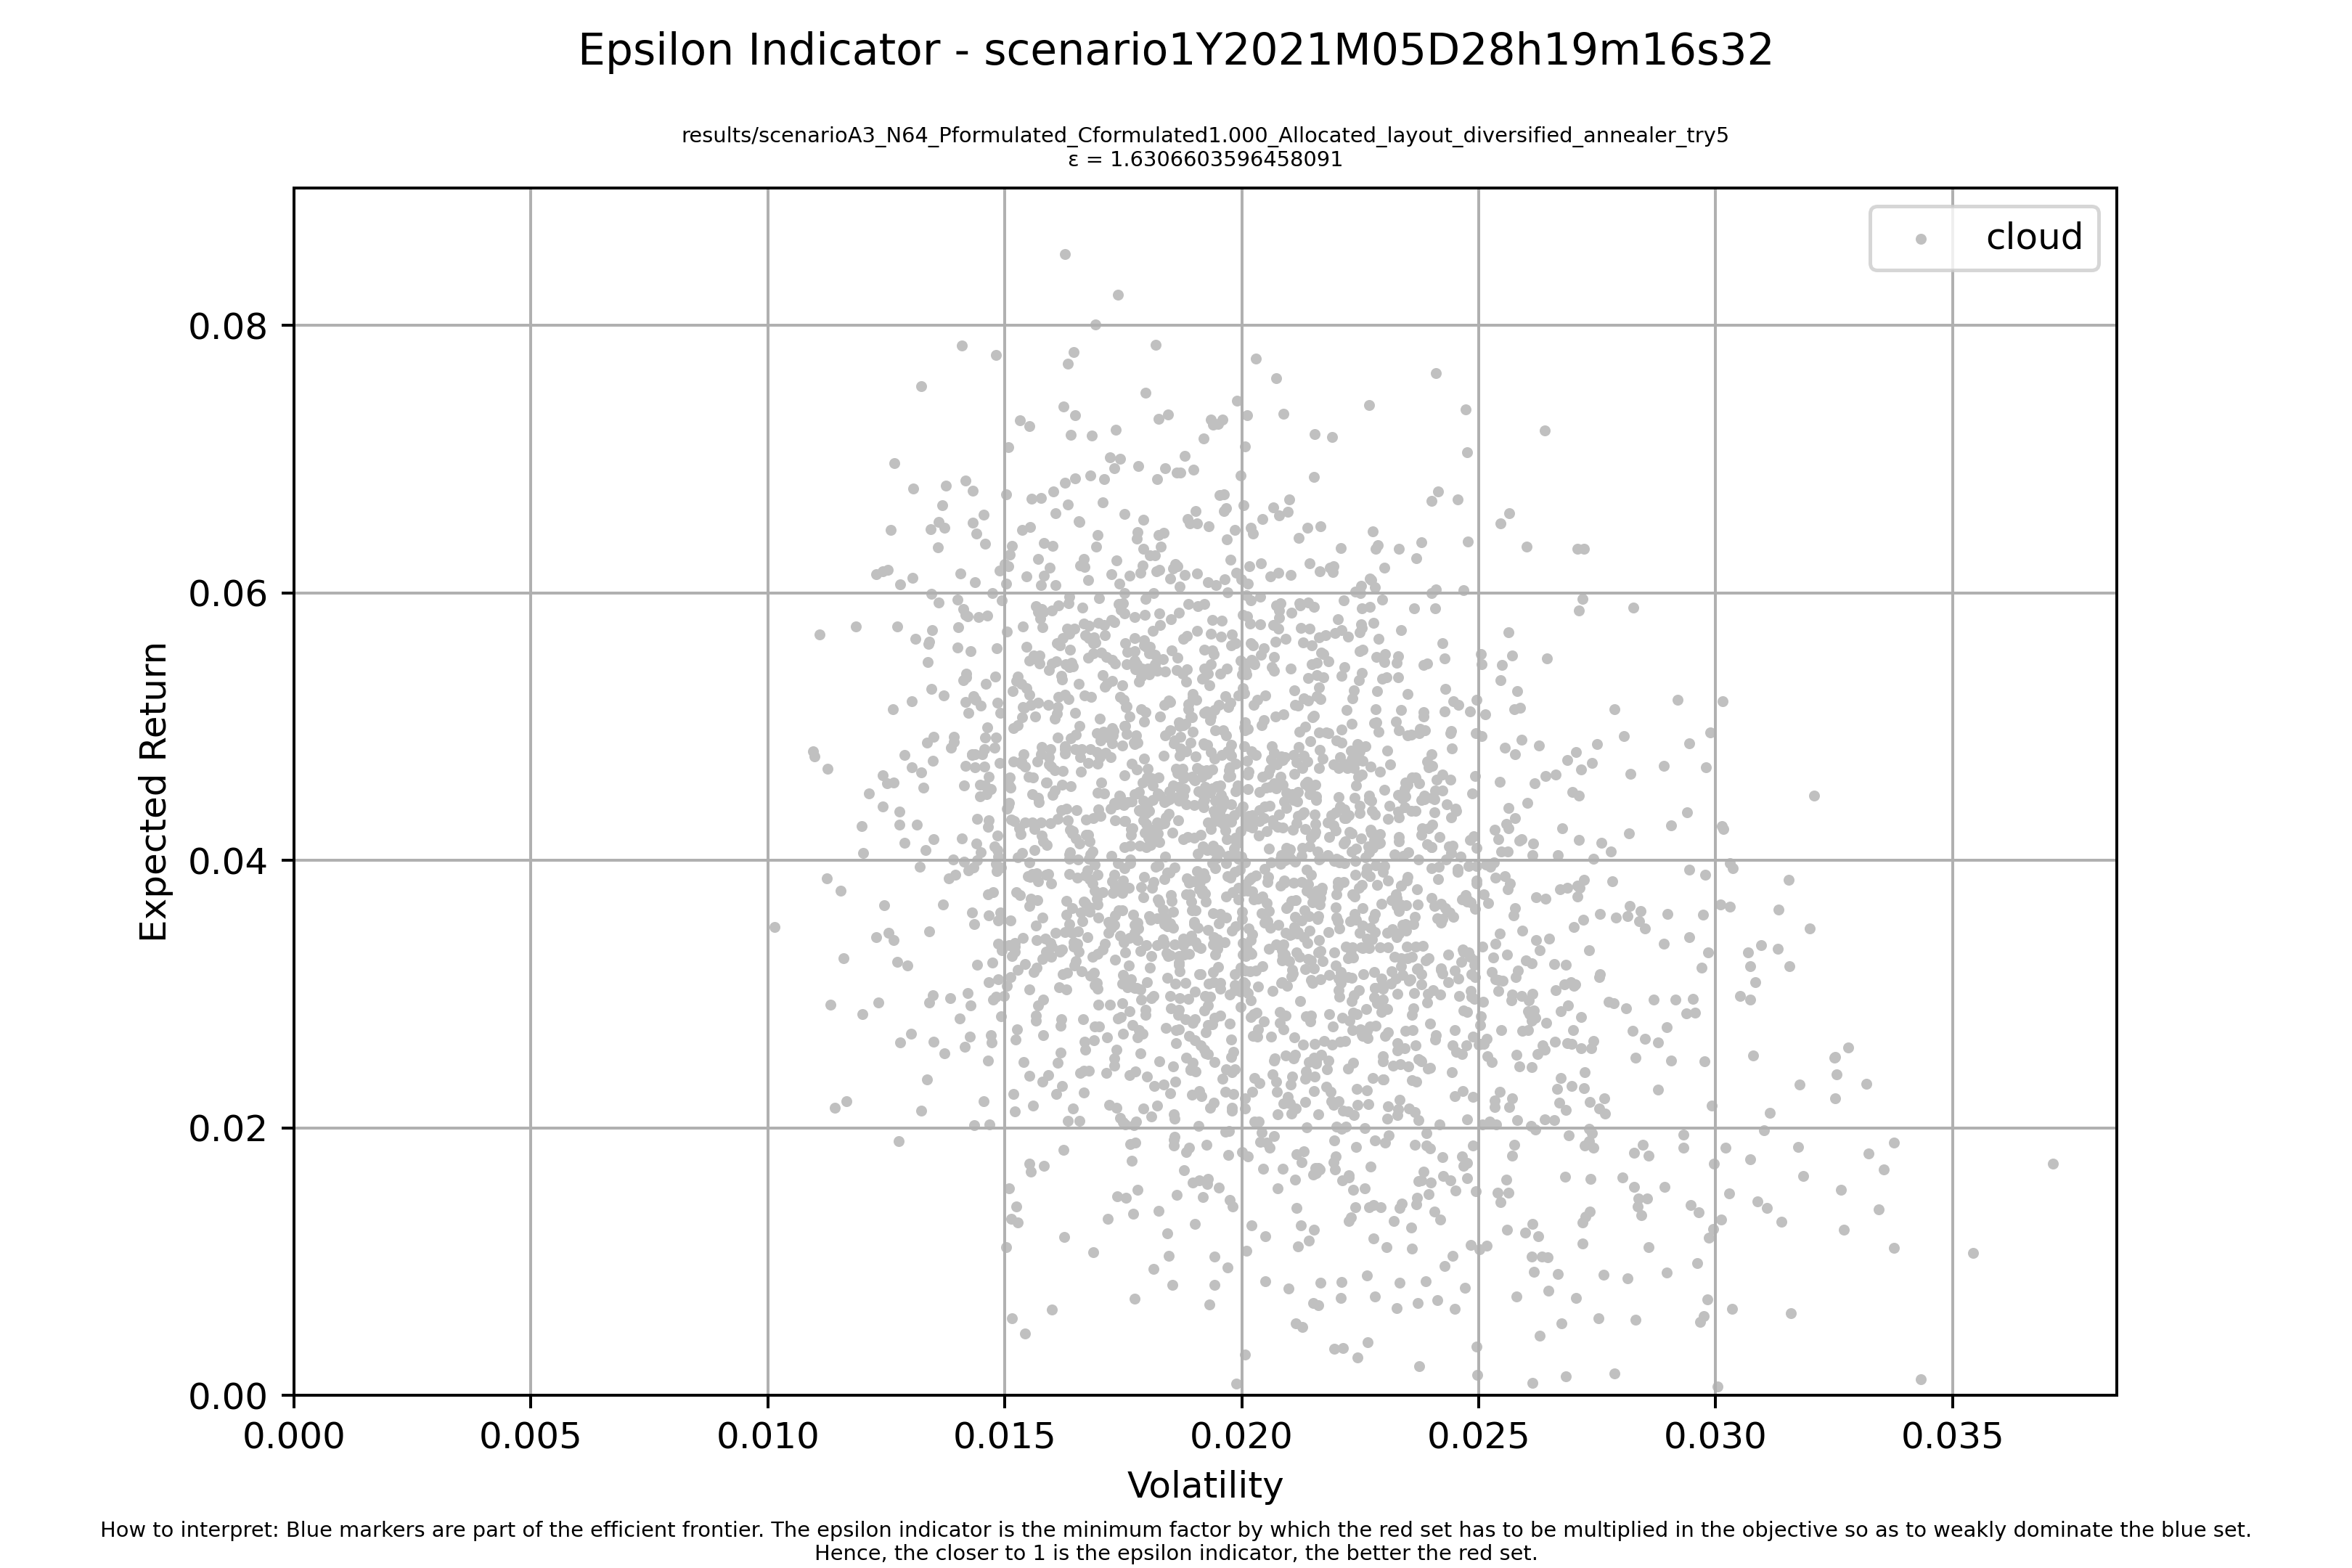 Epsilon Indicator - scenario1Y2021M05D28h19m16s32
results/scenarioA3_N64_Pformulated_Cformulated1.000_Allocated_layout_diversified_annealer_try5
ε = 1.6306603596458091
cloud
0.08
0.06
0.04
0.02
0.00
Expected Return
0.000 0.005 0.010 0.015 0.020 0.025 0.030 0.035
Volatility
How to interpret: Blue markers are part of the efficient frontier. The epsilon indicator is the minimum factor by which the red set has to be multiplied in the objective so as to weakly dominate the blue set.
Hence, the closer to 1 is the epsilon indicator, the better the red set.